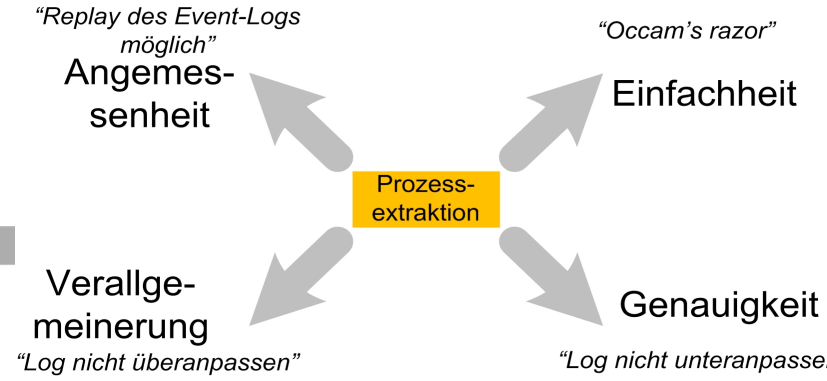 “Replay des Event-Logs
möglich”
Angemes-
senheit
“Occam’s razor”
Einfachheit
Prozess-
extraktion
Verallge-
meinerung
“Log nicht überanpassen”
Genauigkeit
“Log nicht unteranpasse